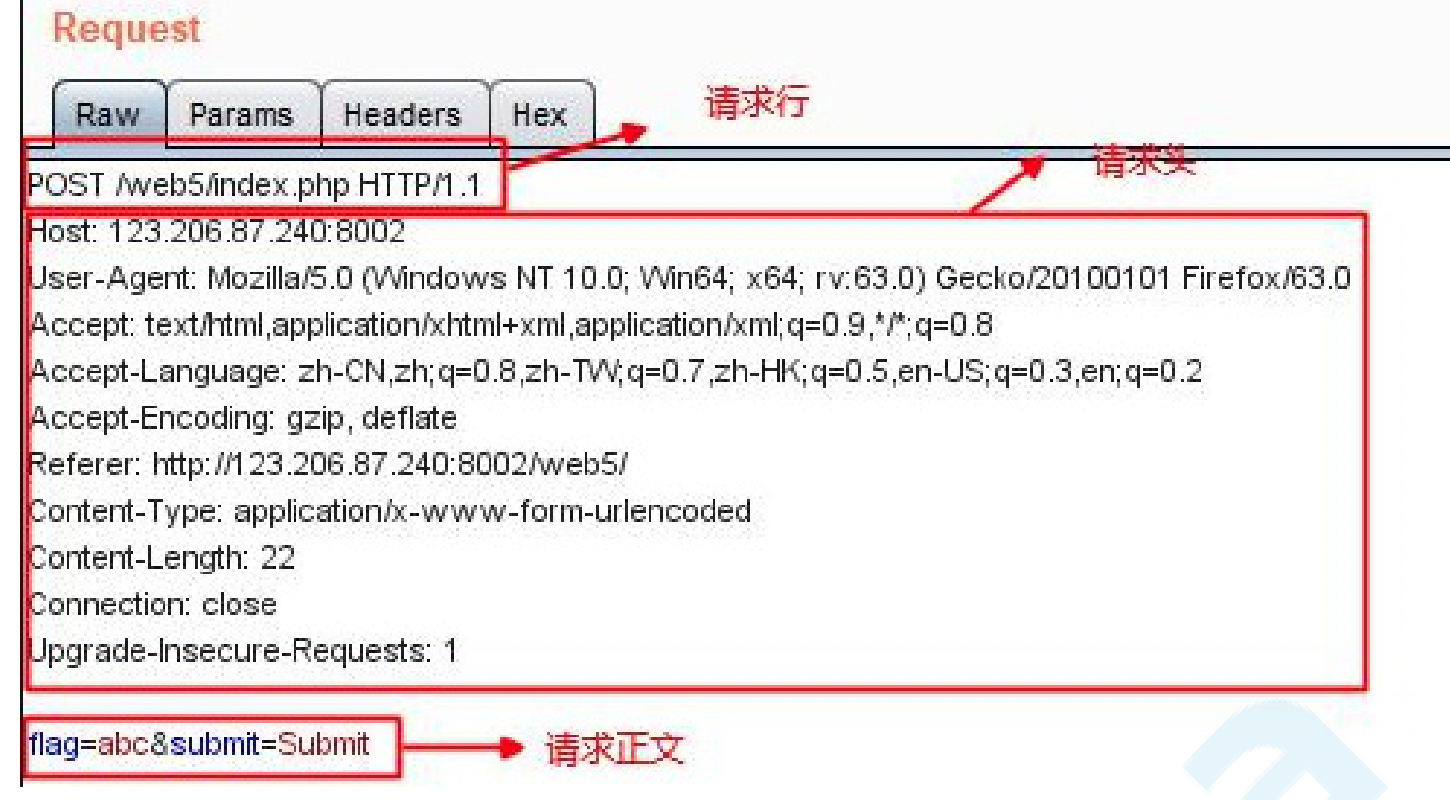 Request
Raw Params Headers Hex
请求行
请求头
POST /web5/index.php HTTP/1.1
Host: 123.206.87.240:8002
User-Agent: Mozilla/5.0 (Windows NT 10.0; Win64; x64; rv:63.0) Gecko/20100101 Firefox/63.0
Accept: text/html,application/xhtml+xml,application/xml;q=0.9,*/*;q=0.8
Accept-Language: zh-CN,zh;q=0.8,zh-TW;q=0.7,zh-HK;q=0.5,en-US;q=0.3,en;q=0.2
Accept-Encoding: gzip, deflate
Referer: http://123.206.87.240:8002/web5/
Content-Type: application/x-www-form-urlencoded
Content-Length: 22
Connection: close
Upgrade-Insecure-Requests: 1
flag=abc&submit=Submit
请求正文